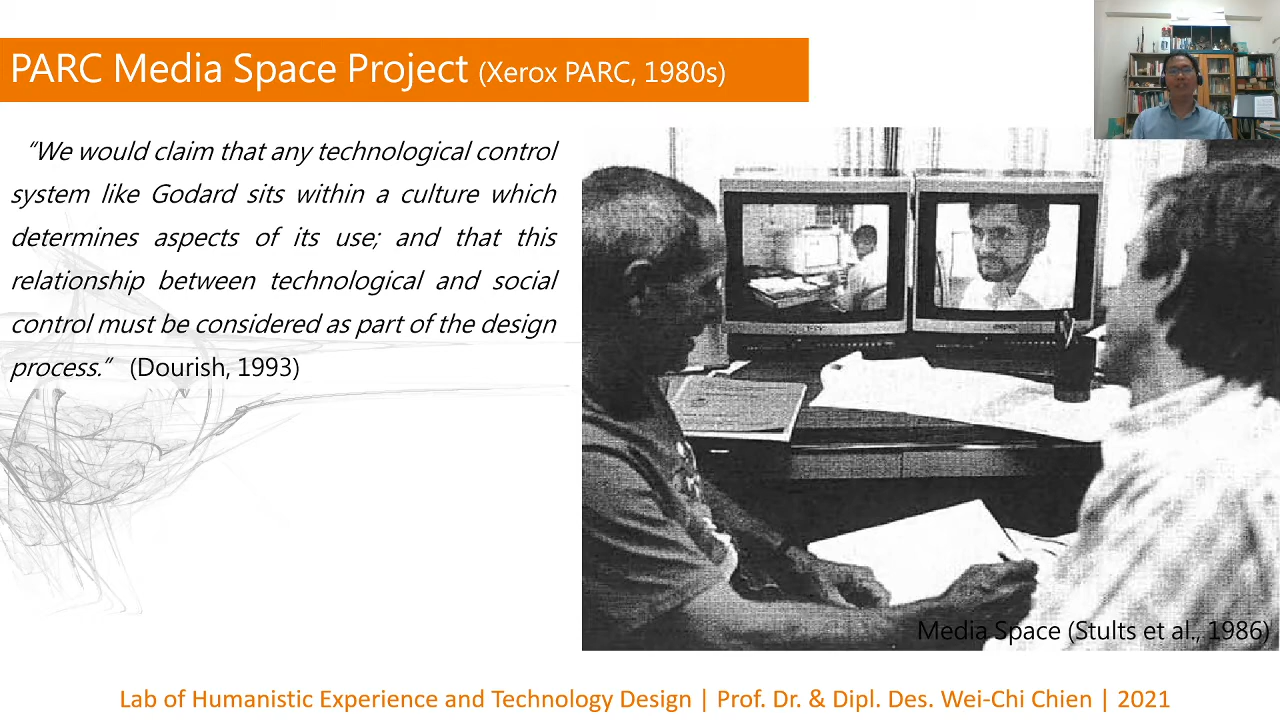 PARC Media Space Project (Xerox PARC, 1980s)
“We would claim that any technological control
system like Godard sits within a culture which
determines aspects of its use; and that this
relationship between technological and social
control must be considered as part of the design
process.” (Dourish, 1993)
Media Space (Stults et al., 1986)
Lab of Humanistic Experience and Technology Design | Prof. Dr. & Dipl. Des. Wei-Chi Chien | 2021